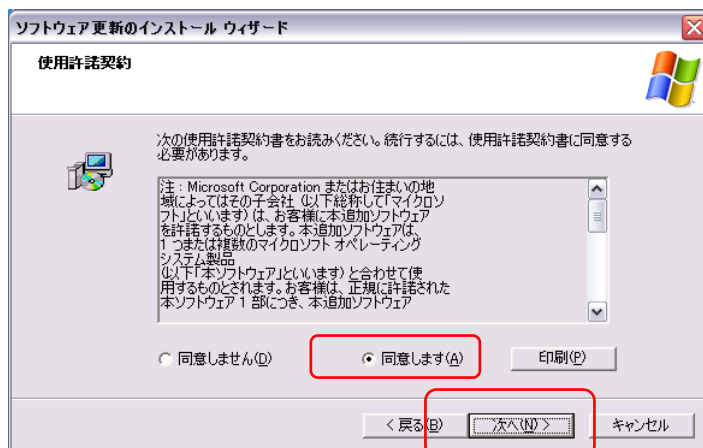 ソフトウェア更新のインストール ウィザード
使用許諾契約
次の使用許諾契約書をお読みください。続行するには、使用許諾契約書に同意する
必要があります。
注 : Microsoft Corporation またはお住まいの地
域によってはその子会社 (以下総称して「マイクロソ
フト」といいます) は、お客様に本追加ソフトウェア
を許諾するものとします。本追加ソフトウェアは、
1 つまたは複数のマイクロソフト オペレーティング
システム製品
(以下「本ソフトウェア」といいます) と合わせて使
用するものとされます。お客様は、正規に許諾された
本ソフトウェア 1 部につき、本追加ソフトウェア
同意しません(D) 同意します(A) 印刷(P)
< 戻る(B) 次へ(N) > キャンセル